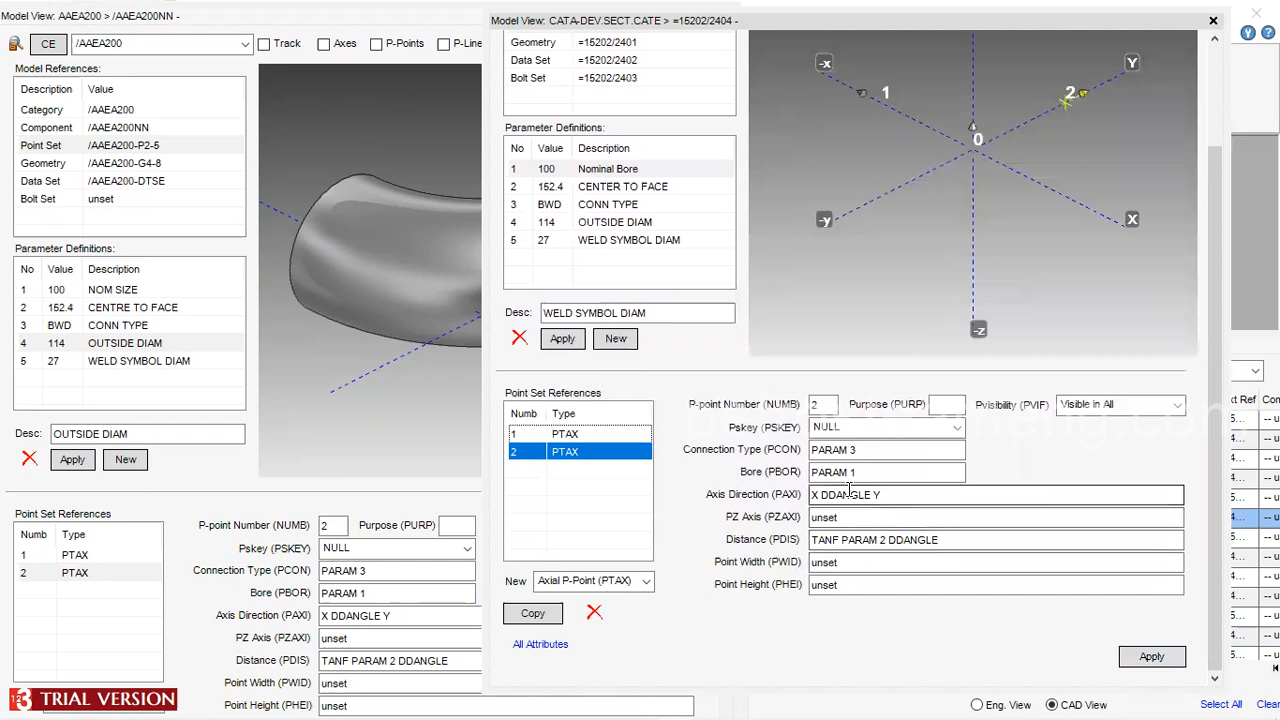 Model View: AAEA200 > /AAEA200NN -
CE
/AAEA200
Track
Axes
P-Points
P-Line
Model References:
Description Value
Category /AAEA200
Component /AAEA200NN
Point Set /AAEA200-P2-5
Geometry /AAEA200-G4-8
Data Set /AAEA200-DTSE
Bolt Set unset
Parameter Definitions:
No Value Description
1 100 NOM SIZE
2 152.4 CENTRE TO FACE
3 BWD CONN TYPE
4 114 OUTSIDE DIAM
5 27 WELD SYMBOL DIAM
Desc: OUTSIDE DIAM
Apply New
Point Set References
Numb Type
1 PTAX
2 PTAX
P-point Number (NUMB) 2 Purpose (PURP)
Pskey (PSKEY) NULL
Connection Type (PCON) PARAM 3
Bore (PBOR) PARAM 1
Axis Direction (PAXI) X DDANGLE Y
PZ Axis (PZAXI) unset
Distance (PDIS) TANF PARAM 2 DDANGLE
Point Width (PWID) unset
Point Height (PHEI) unset
TRIAL VERSION
Model View: CATA-DEV.SECT.CATE > =15202/2404 -
Geometry =15202/2401
Data Set =15202/2402
Bolt Set =15202/2403
Parameter Definitions:
No Value Description
1 100 Nominal Bore
2 152.4 CENTER TO FACE
3 BWD CONN TYPE
4 114 OUTSIDE DIAM
5 27 WELD SYMBOL DIAM
Desc: WELD SYMBOL DIAM
Apply New
-x
1
2
Y
0
-y
X
-z
Point Set References
Numb Type
1 PTAX
2 PTAX
New Axial P-Point (PTAX)
Copy
All Attributes
P-point Number (NUMB) 2 Purpose (PURP) Pvisibility (PVIF) Visible in All
Pskey (PSKEY) NULL
Connection Type (PCON) PARAM 3
Bore (PBOR) PARAM 1
Axis Direction (PAXI) X DDANGLE Y
PZ Axis (PZAXI) unset
Distance (PDIS) TANF PARAM 2 DDANGLE
Point Width (PWID) unset
Point Height (PHEI) unset
Apply
Eng. View
CAD View
Select All